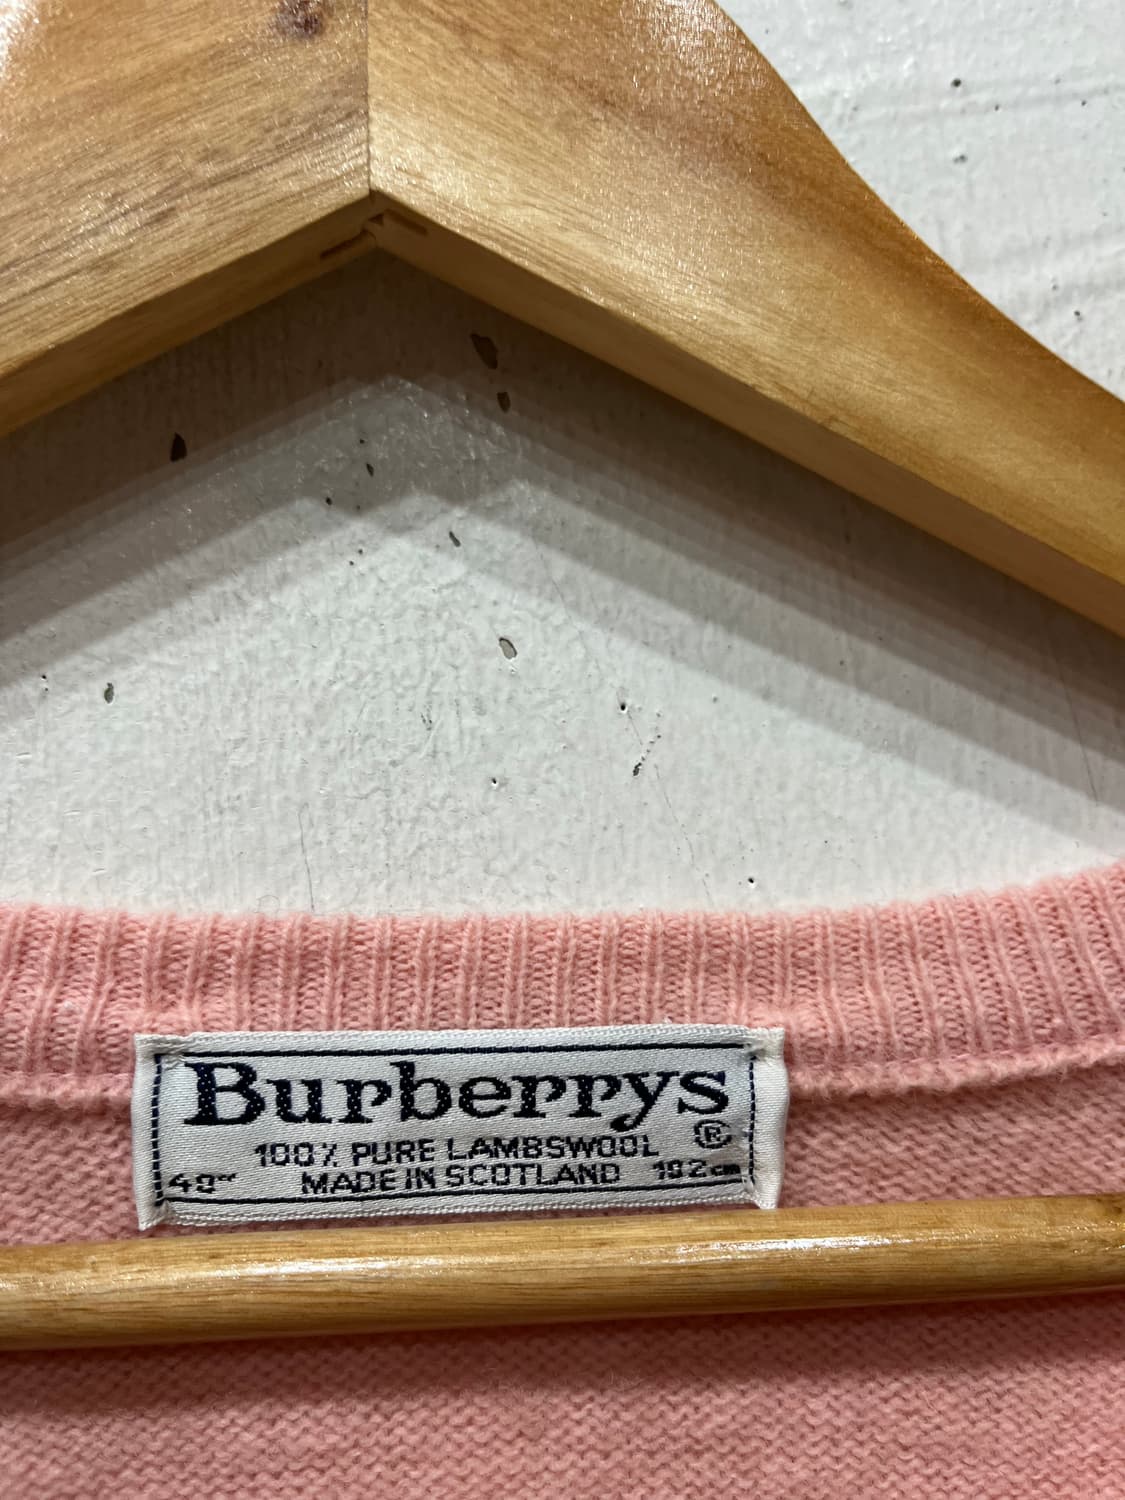 Burberrys
®
100% PURE LAMBSWOOL
40" MADE IN SCOTLAND 102cm